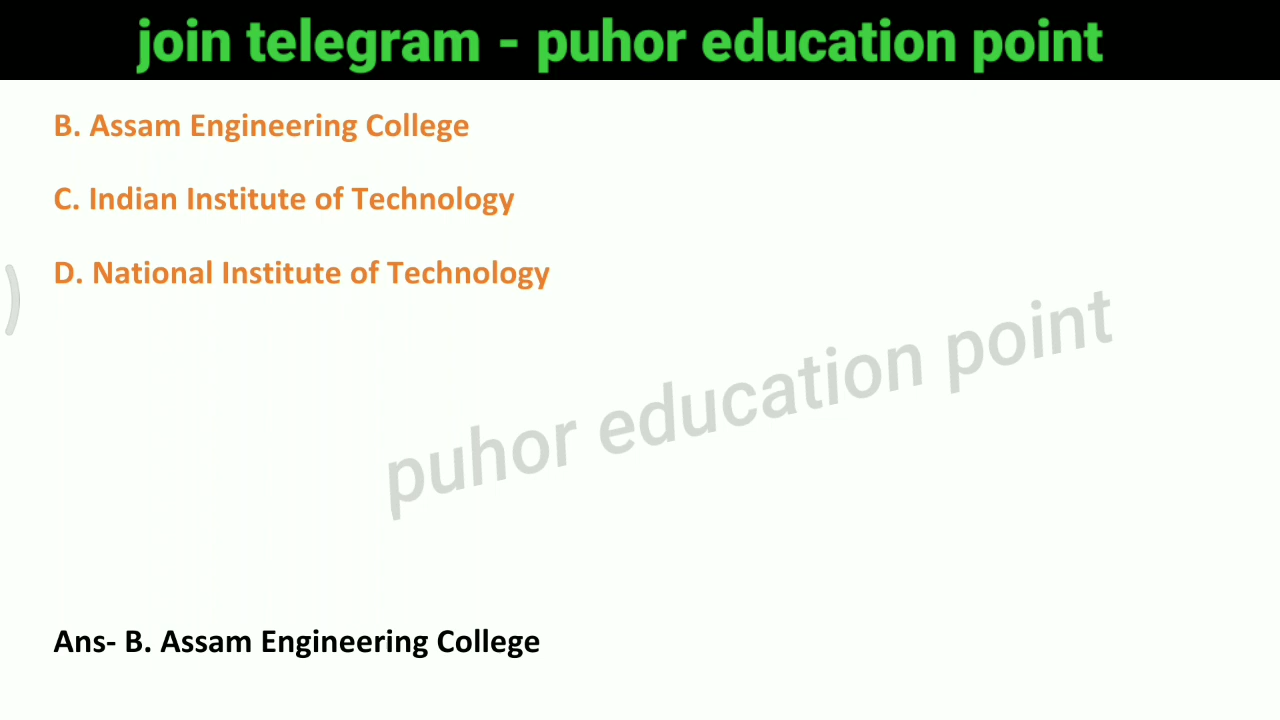 join telegram - puhor education point
B. Assam Engineering College
C. Indian Institute of Technology
D. National Institute of Technology
puhor education point
Ans- B. Assam Engineering College